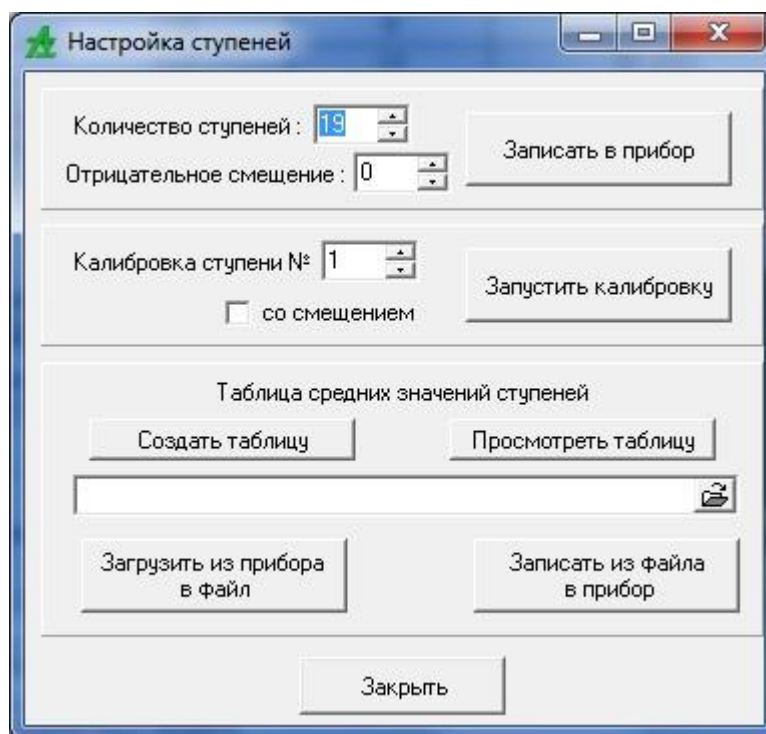 Настройка ступеней
Количество ступеней : 19
Отрицательное смещение : 0
Записать в прибор
Калибровка ступени № 1
со смещением
Запустить калибровку
Таблица средних значений ступеней
Создать таблицу
Просмотреть таблицу
Загрузить из прибора
в файл
Записать из файла
в прибор
Закрыть